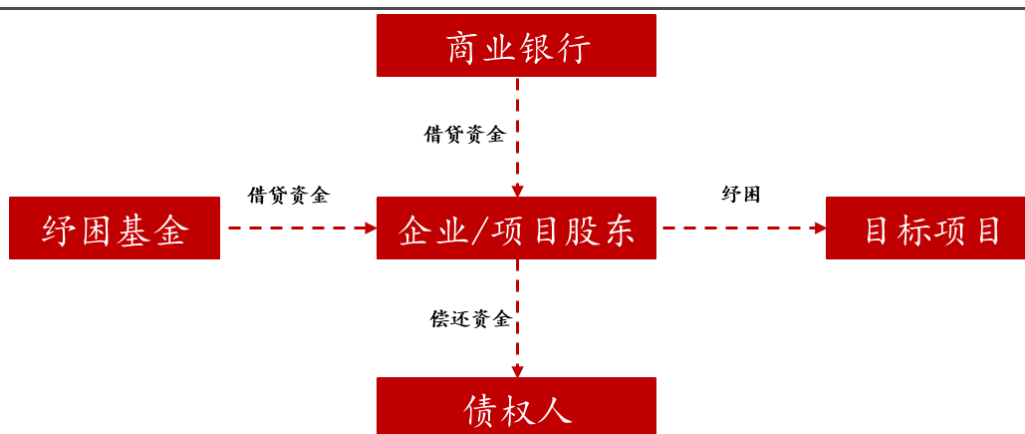 商业银行
借贷资金
借贷资金
纾困
纾困基金
企业/项目股东
目标项目
偿还资金
债权人